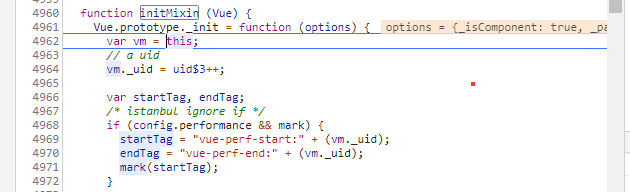 4960 function initMixin (Vue) {
4961 Vue.prototype._init = function (options) { options = {_isComponent: true, _pa
4962 var vm = this;
4963 // a uid
4964 vm._uid = uid$3++;
4965
4966 var startTag, endTag;
4967 /* istanbul ignore if */
4968 if (config.performance && mark) {
4969 startTag = "vue-perf-start:" + (vm._uid);
4970 endTag = "vue-perf-end:" + (vm._uid);
4971 mark(startTag);
4972 }